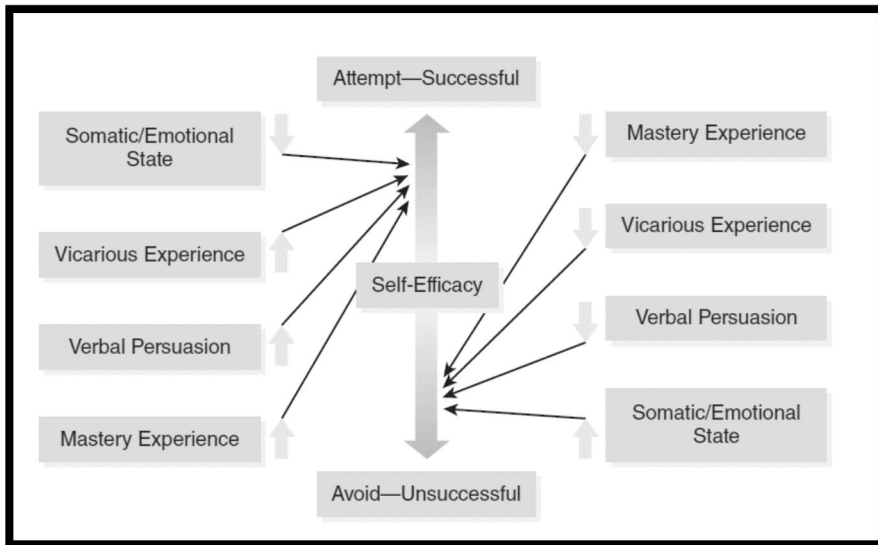 Attempt—Successful
Somatic/Emotional
State
Vicarious Experience
Verbal Persuasion
Mastery Experience
Self-Efficacy
Mastery Experience
Vicarious Experience
Verbal Persuasion
Somatic/Emotional
State
Avoid—Unsuccessful